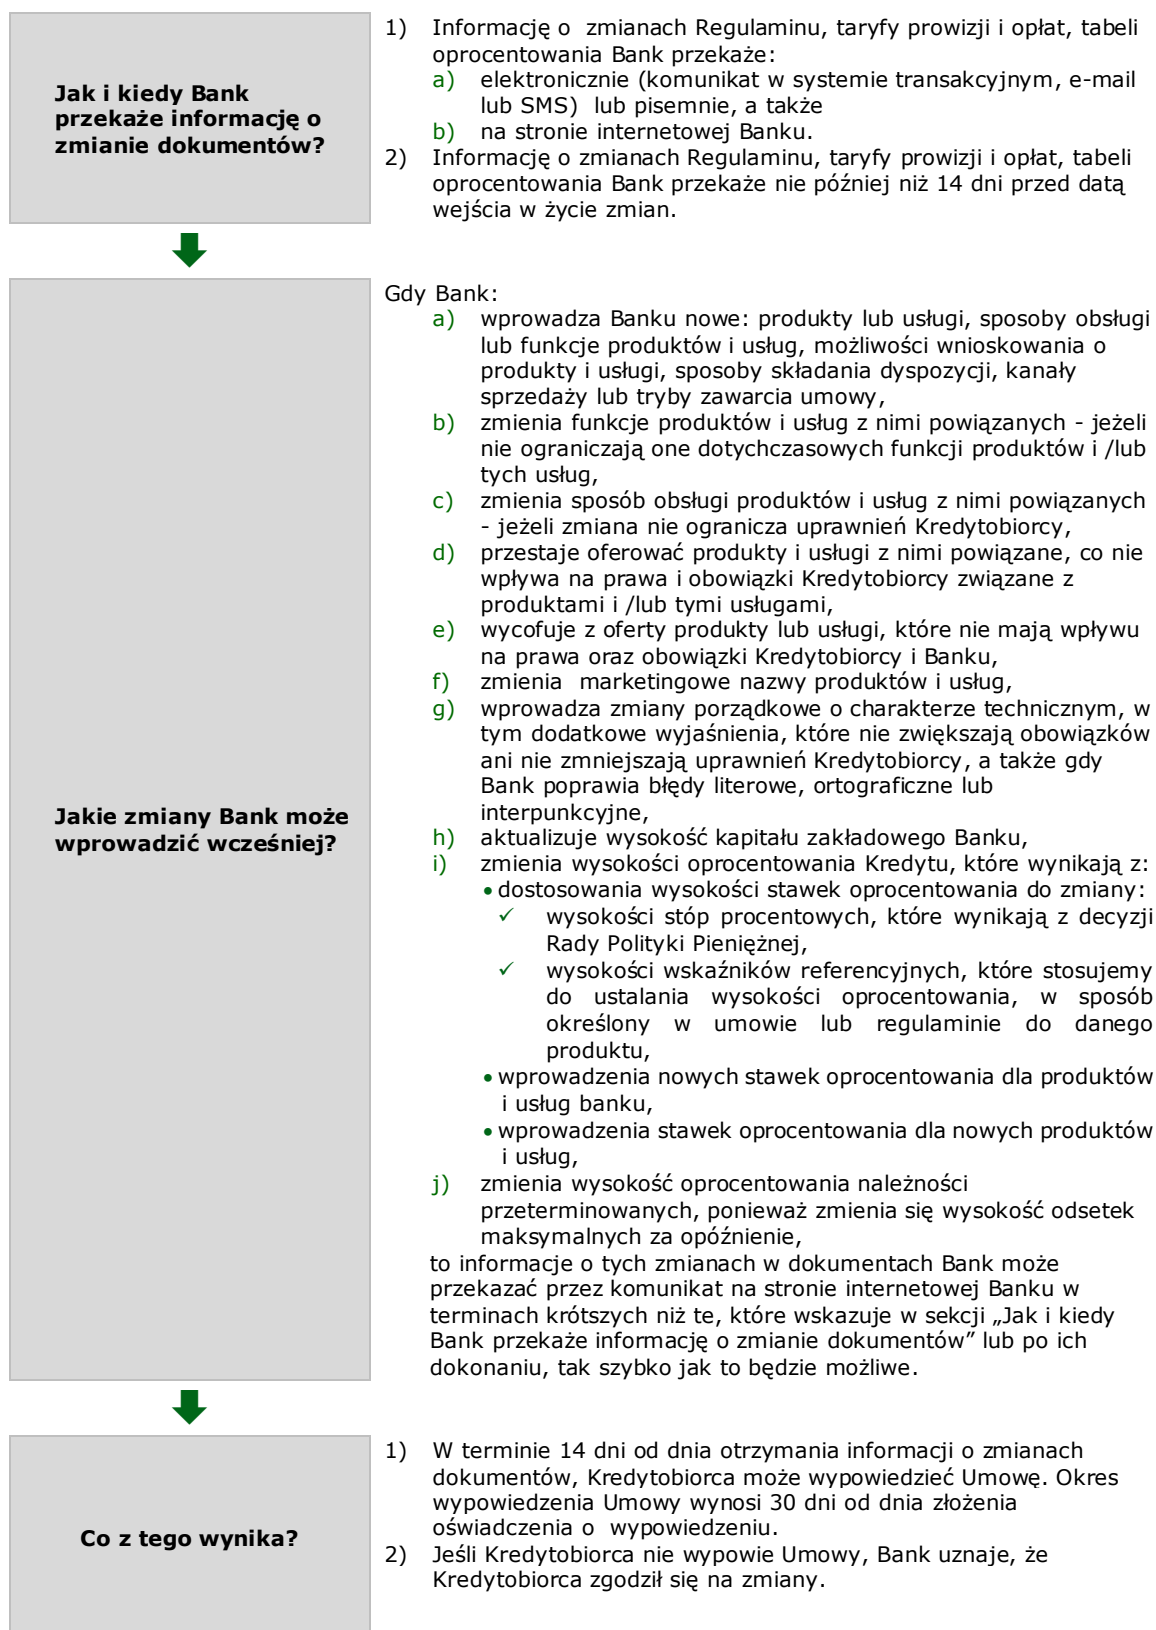 Jak i kiedy Bank
przekaże informację o
zmianie dokumentów?
1) Informację o zmianach Regulaminu, taryfy prowizji i opłat, tabeli
oprocentowania Bank przekaże:
a) elektronicznie (komunikat w systemie transakcyjnym, e-mail
lub SMS) lub pisemnie, a także
b) na stronie internetowej Banku.
2) Informację o zmianach Regulaminu, taryfy prowizji i opłat, tabeli
oprocentowania Bank przekaże nie później niż 14 dni przed datą
wejścia w życie zmian.
Jakie zmiany Bank może
wprowadzić wcześniej?
Gdy Bank:
a) wprowadza Banku nowe: produkty lub usługi, sposoby obsługi
lub funkcje produktów i usług, możliwości wnioskowania o
produkty i usługi, sposoby składania dyspozycji, kanały
sprzedaży lub tryby zawarcia umowy,
b) zmienia funkcje produktów i usług z nimi powiązanych - jeżeli
nie ograniczają one dotychczasowych funkcji produktów i /lub
tych usług,
c) zmienia sposób obsługi produktów i usług z nimi powiązanych
- jeżeli zmiana nie ogranicza uprawnień Kredytobiorcy,
d) przestaje oferować produkty i usługi z nimi powiązane, co nie
wpływa na prawa i obowiązki Kredytobiorcy związane z
produktami i /lub tymi usługami,
e) wycofuje z oferty produkty lub usługi, które nie mają wpływu
na prawa oraz obowiązki Kredytobiorcy i Banku,
f) zmienia marketingowe nazwy produktów i usług,
g) wprowadza zmiany porządkowe o charakterze technicznym, w
tym dodatkowe wyjaśnienia, które nie zwiększają obowiązków
ani nie zmniejszają uprawnień Kredytobiorcy, a także gdy
Bank poprawia błędy literowe, ortograficzne lub
interpunkcyjne,
h) aktualizuje wysokość kapitału zakładowego Banku,
i) zmienia wysokości oprocentowania Kredytu, które wynikają z:
• dostosowania wysokości stawek oprocentowania do zmiany:
✓ wysokości stóp procentowych, które wynikają z decyzji
Rady Polityki Pieniężnej,
✓ wysokości wskaźników referencyjnych, które stosujemy
do ustalania wysokości oprocentowania, w sposób
określony w umowie lub regulaminie do danego
produktu,
• wprowadzenia nowych stawek oprocentowania dla produktów
i usług banku,
• wprowadzenia stawek oprocentowania dla nowych produktów
i usług,
j) zmienia wysokość oprocentowania należności
przeterminowanych, ponieważ zmienia się wysokość odsetek
maksymalnych za opóźnienie,
to informacje o tych zmianach w dokumentach Bank może
przekazać przez komunikat na stronie internetowej Banku w
terminach krótszych niż te, które wskazuje w sekcji „Jak i kiedy
Bank przekaże informację o zmianie dokumentów” lub po ich
dokonaniu, tak szybko jak to będzie możliwe.
Co z tego wynika?
1) W terminie 14 dni od dnia otrzymania informacji o zmianach
dokumentów, Kredytobiorca może wypowiedzieć Umowę. Okres
wypowiedzenia Umowy wynosi 30 dni od dnia złożenia
oświadczenia o wypowiedzeniu.
2) Jeśli Kredytobiorca nie wypowie Umowy, Bank uznaje, że
Kredytobiorca zgodził się na zmiany.